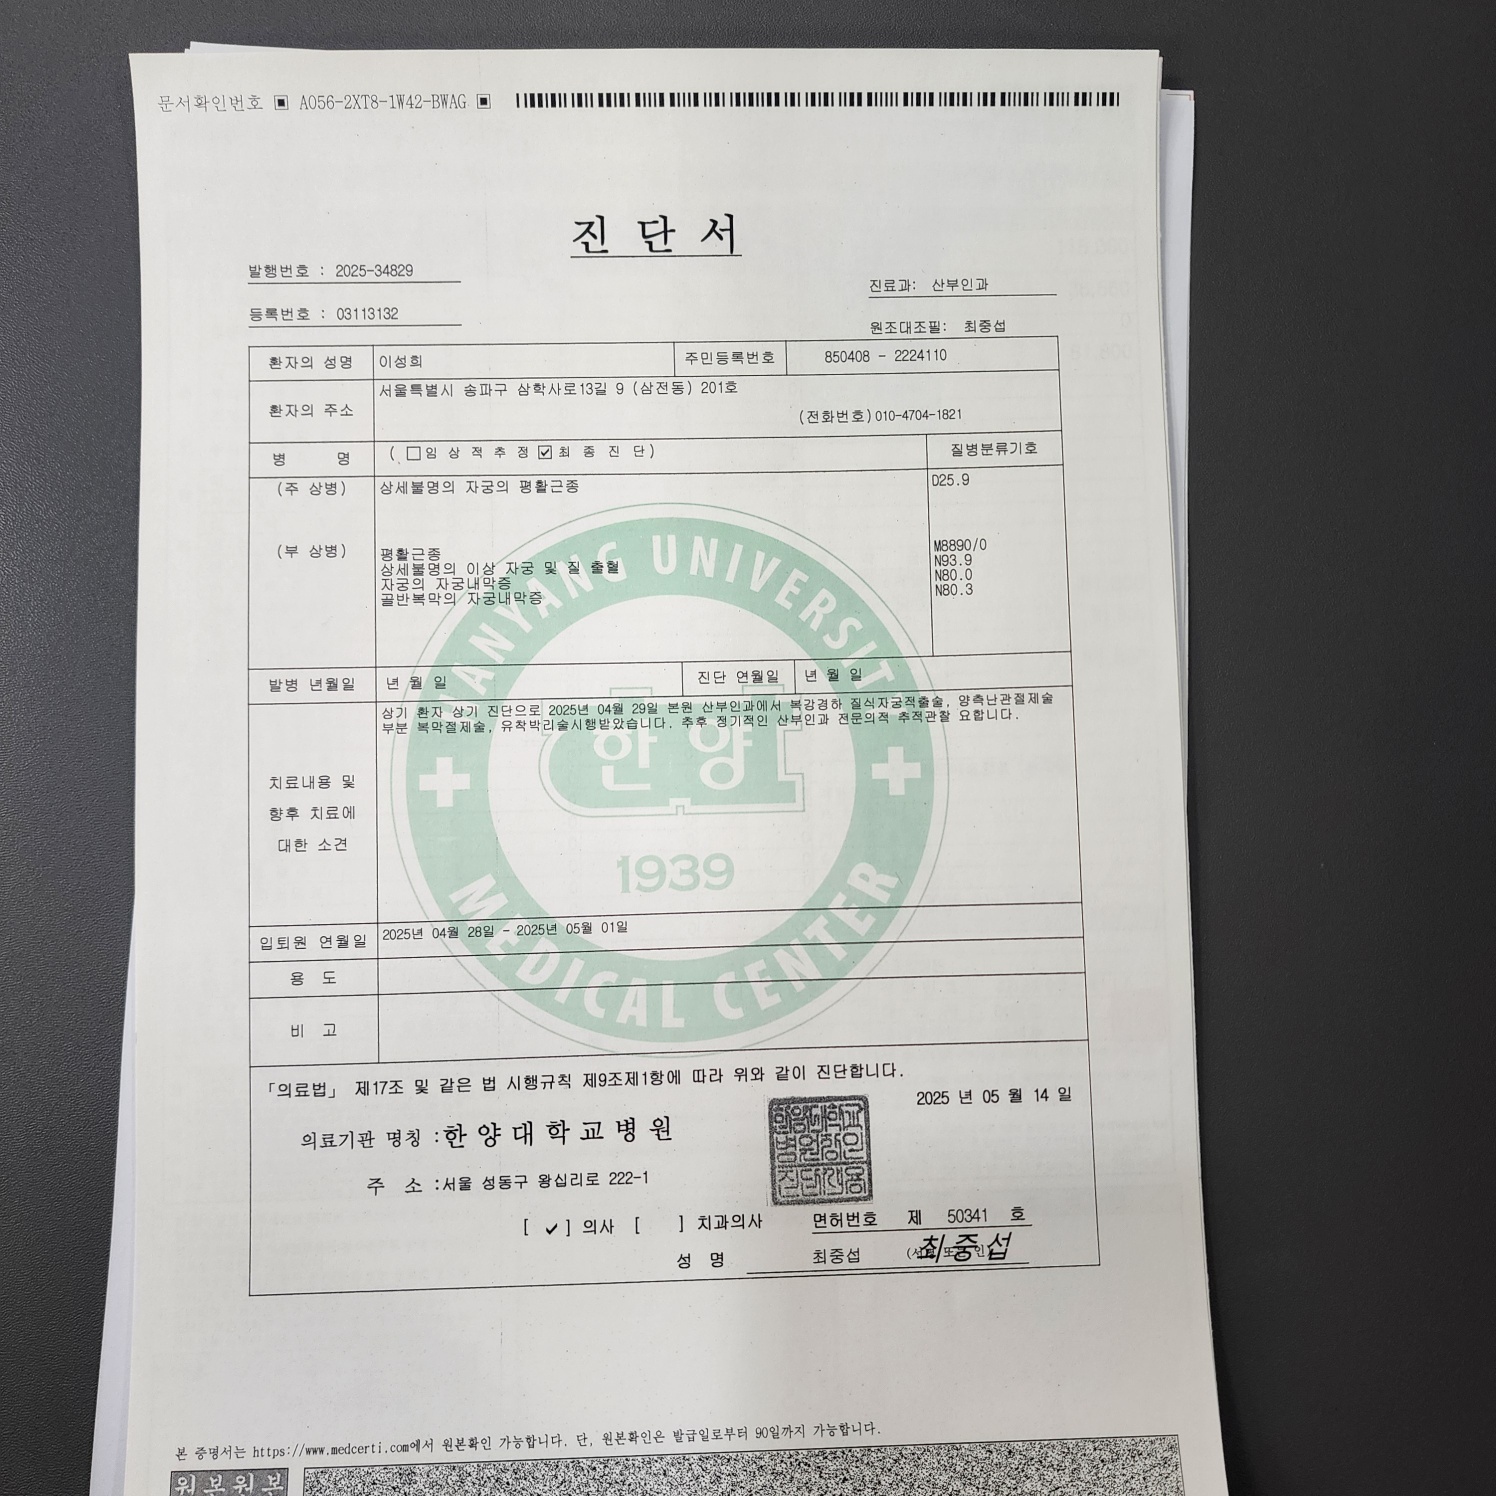 문서확인번호 ▣ A056-2XT8-1W42-BWAG ▣
진 단 서
발행번호 : 2025-34829
진료과: 산부인과
등록번호 : 03113132
원조대조필: 최중섭
환자의 성명 이성희 주민등록번호 850408 - 2224110
환자의 주소 서울특별시 송파구 삼학사로13길 9 (삼전동) 201호
(전화번호)010-4704-1821
병 명 ( ☐임 상 적 추 정 ☑최 종 진 단) 질병분류기호
(주 상병) 상세불명의 자궁의 평활근종 D25.9
(부 상병) 평활근종 M8890/0
상세불명의 이상 자궁 및 질 출혈 N93.9
자궁의 자궁내막증 N80.0
골반복막의 자궁내막증 N80.3
발병 년월일 년 월 일 진단 연월일 년 월 일
상기 환자 상기 진단으로 2025년 04월 29일 본원 산부인과에서 복강경하 질식자궁적출술, 양측난관절제술
부분 복막절제술, 유착박리술시행받았습니다. 추후 정기적인 산부인과 전문의적 추적관찰 요합니다.
치료내용 및
향후 치료에
대한 소견
입퇴원 연월일 2025년 04월 28일 - 2025년 05월 01일
용 도
비 고
HANYANG UNIVERSITY
한양
1939
MEDICAL CENTER
「의료법」 제17조 및 같은 법 시행규칙 제9조제1항에 따라 위와 같이 진단합니다.
2025 년 05 월 14 일
의료기관 명칭 :한양대학교병원
한양대학교
병원장인
주 소 :서울 성동구 왕십리로 222-1
[ ✓] 의사 [ ] 치과의사 면허번호 제 50341 호
성 명 최중섭 최중섭
본 증명서는 https://www.medcerti.com에서 원본확인 가능합니다. 단, 원본확인은 발급일로부터 90일까지 가능합니다.
원본원본